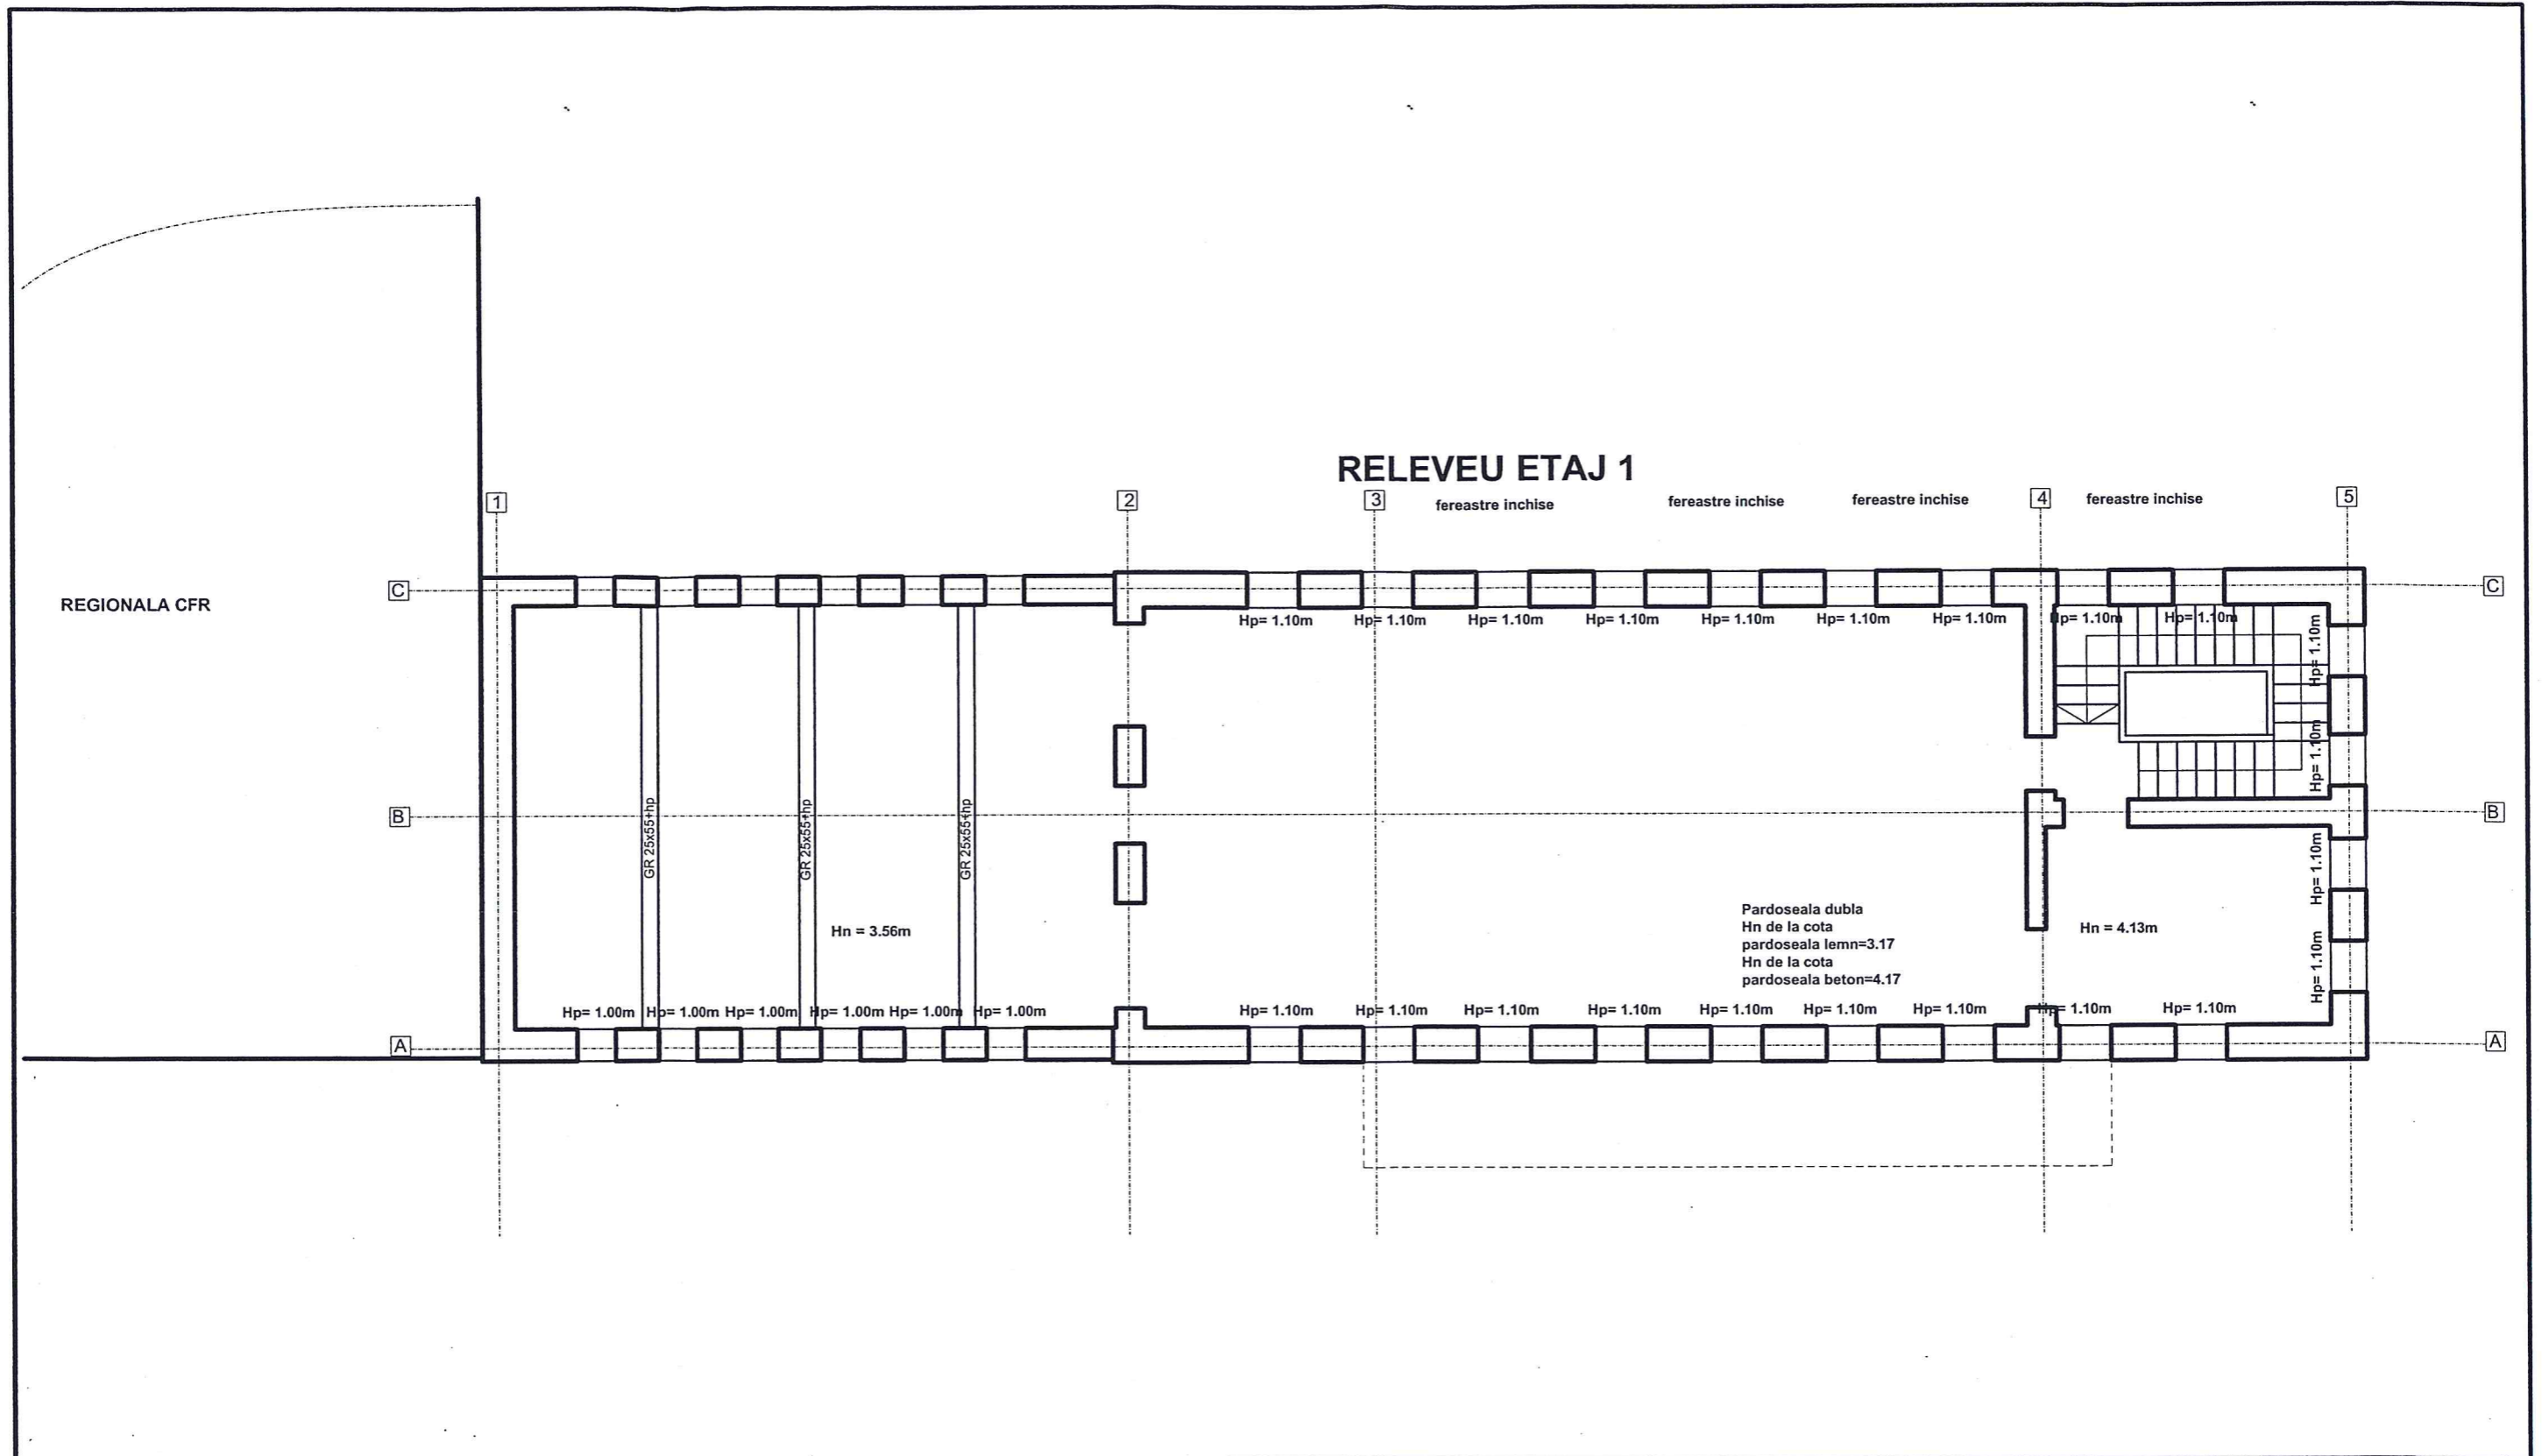 RELEVEU ETAJ 1
1
2
3
fereastre inchise
fereastre inchise
fereastre inchise
4
fereastre inchise
5
C
C
REGIONALA CFR
Hp= 1.10m
Hp= 1.10m
Hp= 1.10m
Hp= 1.10m
Hp= 1.10m
Hp= 1.10m
Hp= 1.10m
Hp= 1.10m
Hp= 1.10m
Hp= 1.10m
Hp= 1.10m
B
B
GR 25x55+hp
GR 25x55+hp
GR 25x55+hp
Hp= 1.10m
Hp= 1.10m
Hn = 3.56m
Pardoseala dubla
Hn de la cota
pardoseala lemn=3.17
Hn de la cota
pardoseala beton=4.17
Hn = 4.13m
Hp= 1.00m
Hp= 1.00m
Hp= 1.00m
Hp= 1.00m
Hp= 1.00m
Hp= 1.00m
Hp= 1.10m
Hp= 1.10m
Hp= 1.10m
Hp= 1.10m
Hp= 1.10m
Hp= 1.10m
Hp= 1.10m
Hp= 1.10m
Hp= 1.10m
A
A